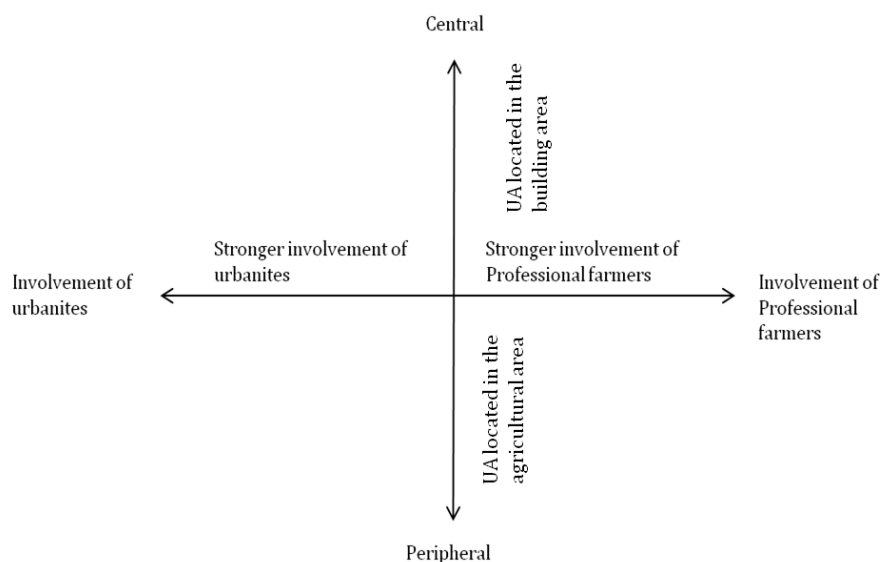 Central
UA located in the
building area
Stronger involvement of
urbanites
Stronger involvement of
Professional farmers
Involvement of
urbanites
Involvement of
Professional
farmers
UA located in the
agricultural area
Peripheral